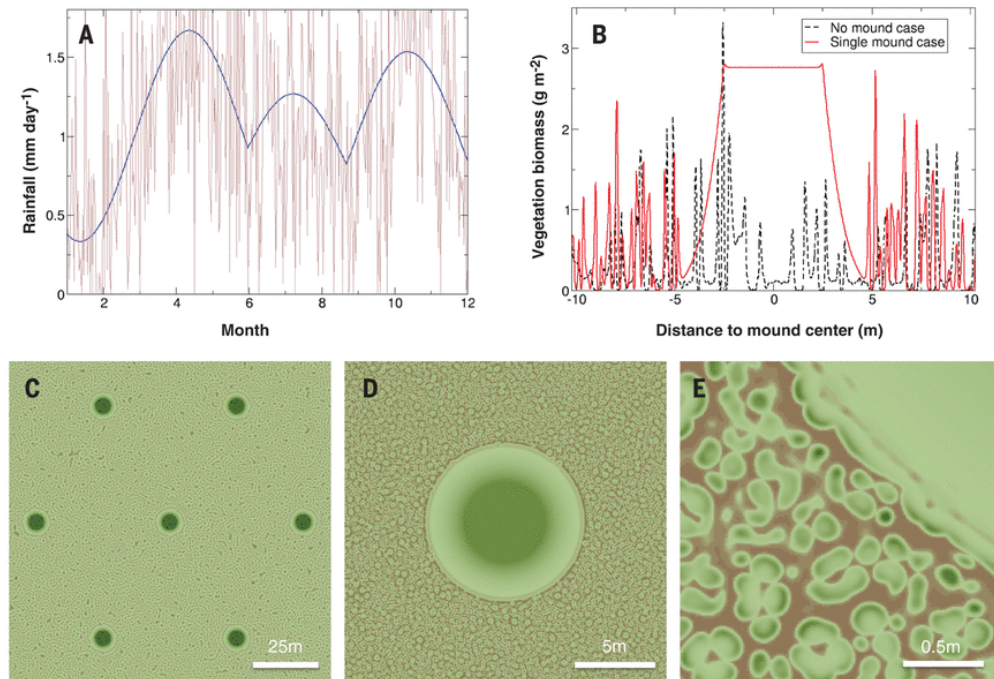 A
Rainfall (mm day-1)
1.5
1
0.5
0
2
4
6
8
10
12
Month
B
Vegetation biomass (g m-2)
No mound case
Single mound case
3
2
1
0
-10
-5
0
5
10
Distance to mound center (m)
C
25m
D
5m
E
0.5m